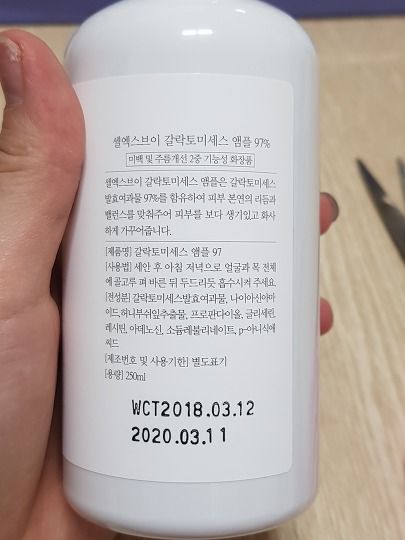 셀엑스브이 갈락토미세스 앰플 97%
미백 및 주름개선 2중 기능성 화장품
셀엑스브이 갈락토미세스 앰플은 갈락토미세스
발효여과물 97%를 함유하여 피부 본연의 리듬과
밸런스를 맞춰주어 피부를 보다 생기있고 화사
하게 가꾸어줍니다.
[제품명] 갈락토미세스 앰플 97
[사용법] 세안 후 아침 저녁으로 얼굴과 목 전체
에 골고루 펴 바른 뒤 두드리듯 흡수시켜 주세요.
[전성분] 갈락토미세스발효여과물, 나이아신아마
이드,허니부쉬잎추출물, 프로판다이올, 글리세린,
레시틴, 아데노신, 소듐레불리네이트, p-아니식애
씨드
[제조번호 및 사용기한] 별도표기
[용량] 250ml
WCT2018.03.12
2020.03.11